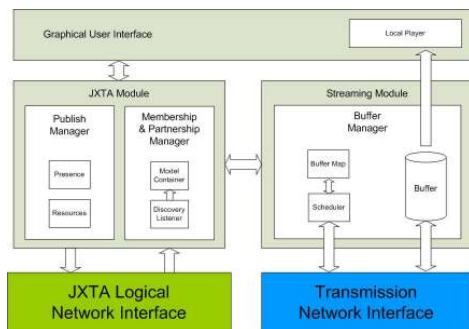 Graphical User Interface
Local Player
JXTA Module
Publish
Manager
Presence
Resources
Membership
& Partnership
Manager
Model
Container
Discovery
Listener
Streaming Module
Buffer
Manager
Buffer Map
Scheduler
Buffer
JXTA Logical
Network Interface
Transmission
Network Interface